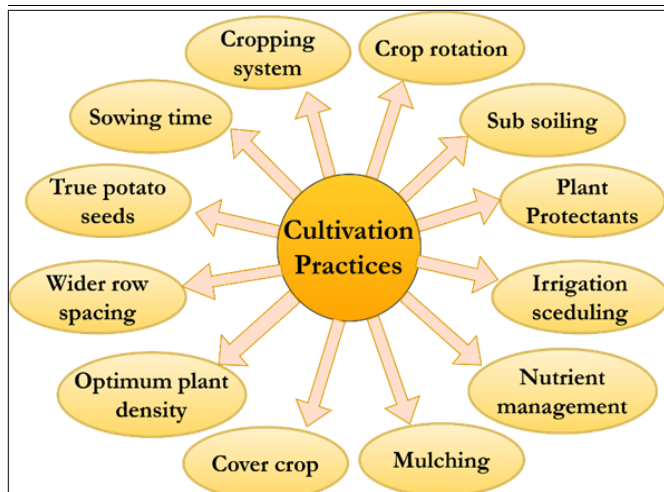 Cropping
system
Crop rotation
Sowing time
Sub soiling
True potato
seeds
Plant
Protectants
Cultivation
Practices
Wider row
spacing
Irrigation
sceduling
Optimum plant
density
Nutrient
management
Cover crop
Mulching